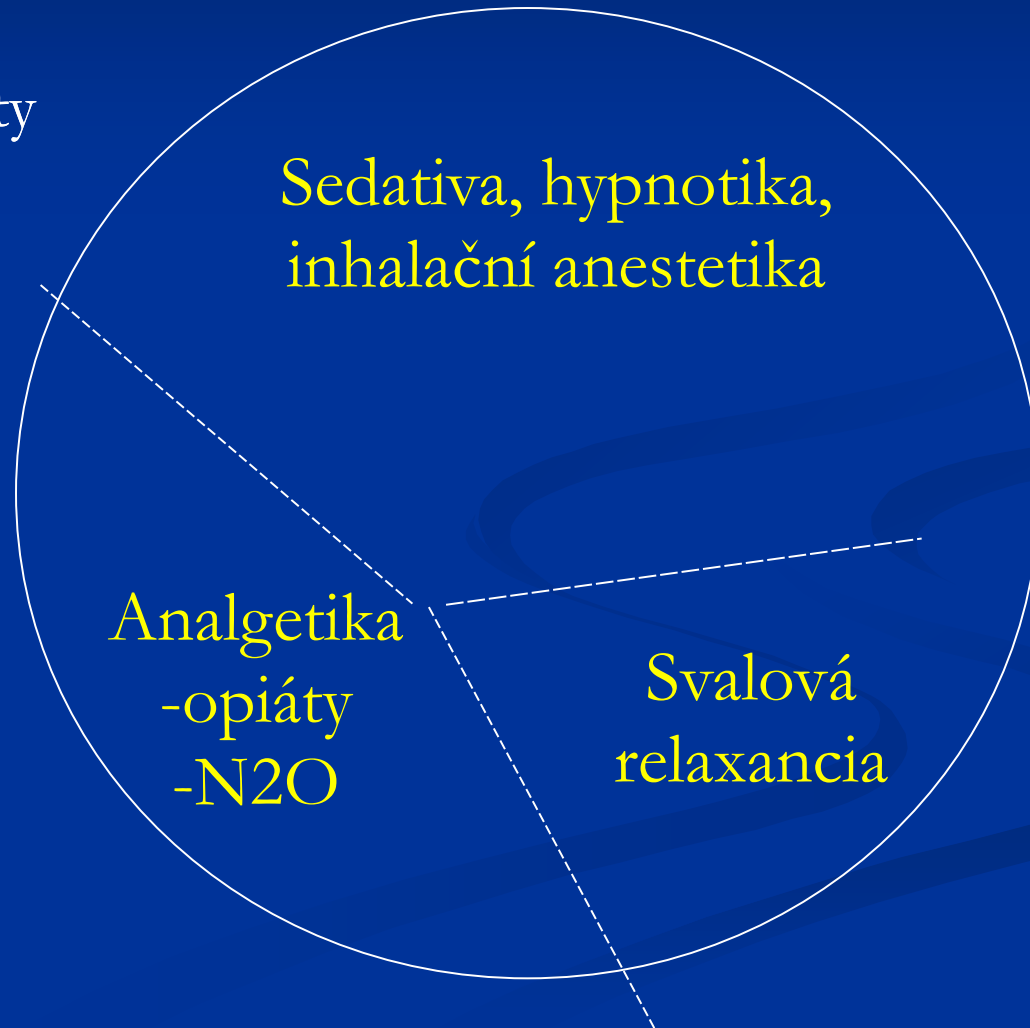 Sedativa, hypnotika,
inhalační anestetika
Analgetika
-opiáty
-N2O
Svalová
relaxancia